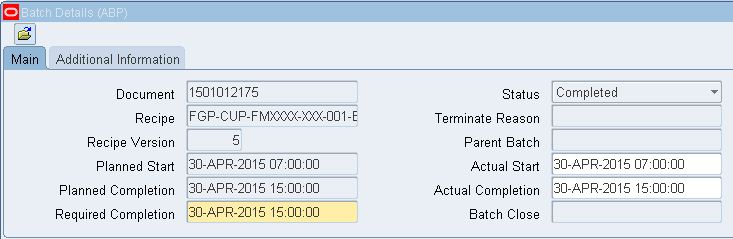 Batch Details (ABP)
Main Additional Information
Document 1501012175 Status Completed
Recipe FGP-CUP-FMXXXX-XXX-001-E Terminate Reason
Recipe Version 5 Parent Batch
Planned Start 30-APR-2015 07:00:00 Actual Start 30-APR-2015 07:00:00
Planned Completion 30-APR-2015 15:00:00 Actual Completion 30-APR-2015 15:00:00
Required Completion 30-APR-2015 15:00:00 Batch Close